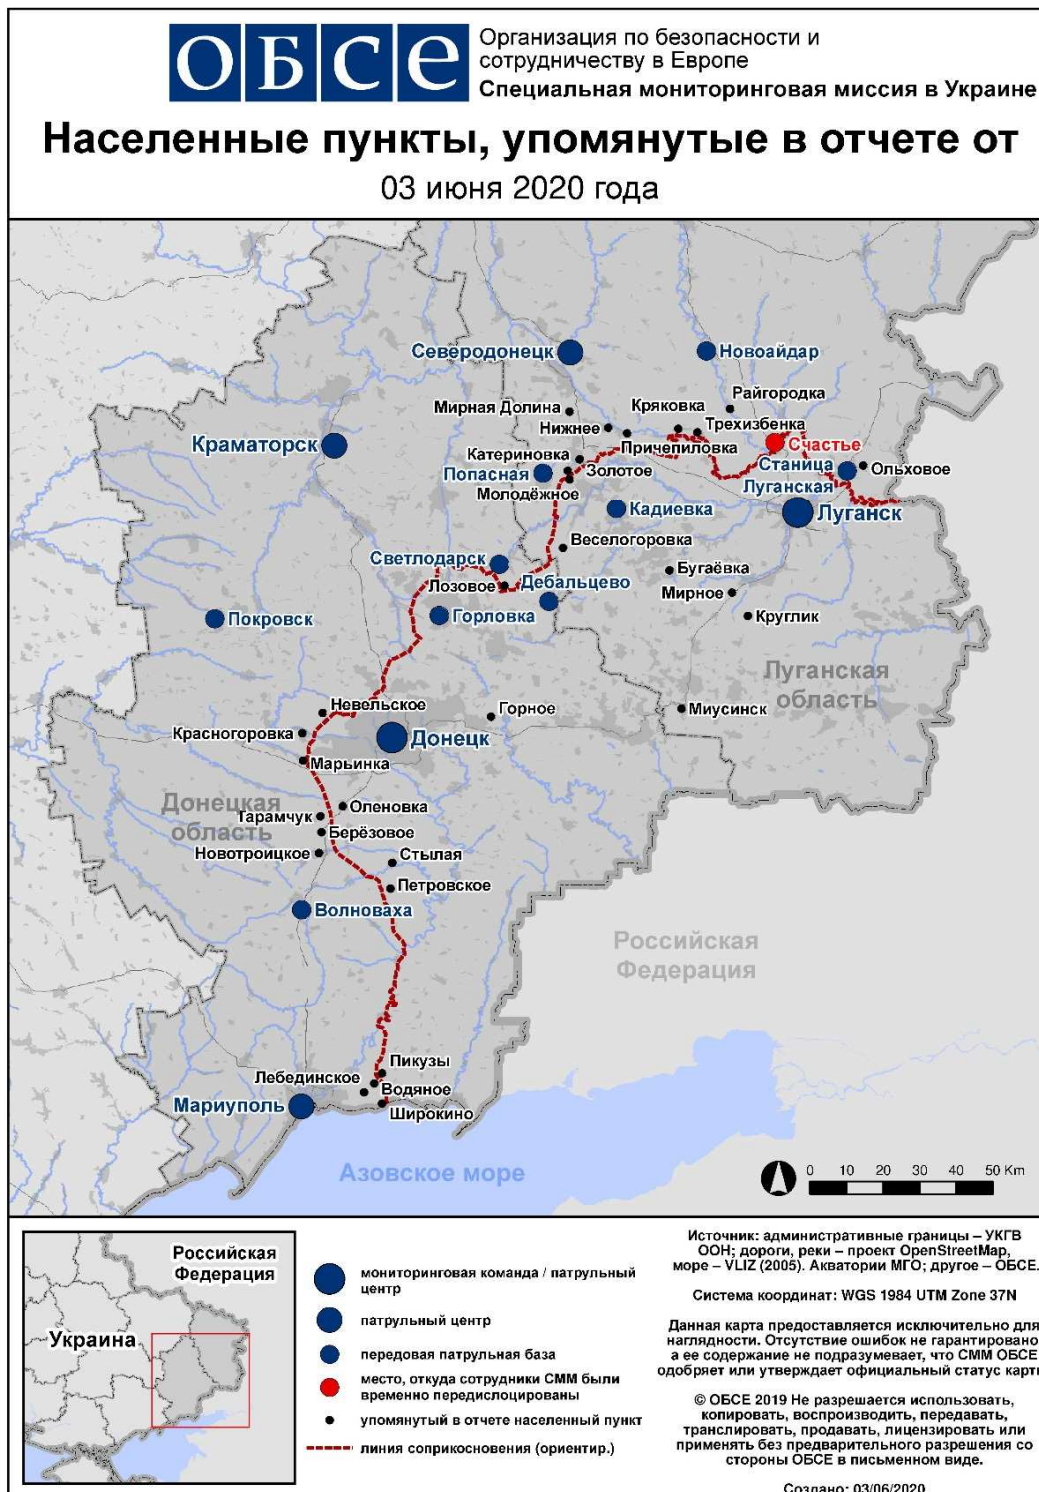 ОБСЕ
Организация по безопасности и
сотрудничеству в Европе
Специальная мониторинговая миссия в Украине
Населенные пункты, упомянутые в отчете от
03 июня 2020 года
Северодонецк
Новоайдар
Райгородка
Мирная Долина
Кряковка
Трехизбенка
Нижнее
Счастье
Краматорск
Причепиловка
Катериновка
Золотое
Станица
Луганская
Ольховое
Попасная
Молодёжное
Кадиевка
Луганск
Веселогоровка
Светлодарск
Бугаёвка
Лозовое
Дебальцево
Мирное
Покровск
Горловка
Круглик
Луганская
область
Невельское
Горное
Миусинск
Красногоровка
Донецк
Марьинка
Донецкая
область
Оленовка
Тарамчук
Берёзовое
Новотроицкое
Стылая
Петровское
Волноваха
Российская
Федерация
Пикузы
Лебединское
Водяное
Мариуполь
Широкино
Азовское море
0 10 20 30 40 50 Km
Российская
Федерация
Украина
мониторинговая команда / патрульный
центр
патрульный центр
передовая патрульная база
место, откуда сотрудники СММ были
временно передислоцированы
упомянутый в отчете населенный пункт
линия соприкосновения (ориентир.)
Источник: административные границы – УКГВ
ООН; дороги, реки – проект OpenStreetMap,
море – VLIZ (2005). Акватории МГО; другое – ОБСЕ.
Система координат: WGS 1984 UTM Zone 37N
Данная карта предоставляется исключительно для
наглядности. Отсутствие ошибок не гарантировано
а ее содержание не подразумевает, что СММ ОБСЕ
одобряет или утверждает официальный статус карт
© ОБСЕ 2019 Не разрешается использовать,
копировать, воспроизводить, передавать,
транслировать, продавать, лицензировать или
применять без предварительного разрешения со
стороны ОБСЕ в письменном виде.
Создано: 03/06/2020